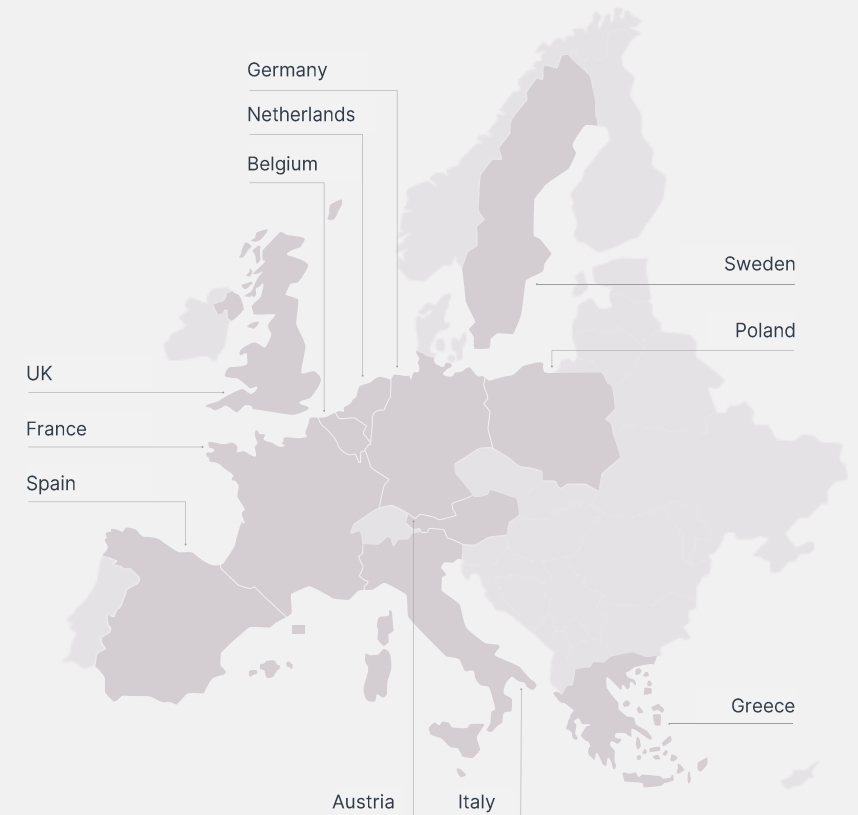 Germany
Netherlands
Belgium
Sweden
Poland
UK
France
Spain
Greece
Austria
Italy